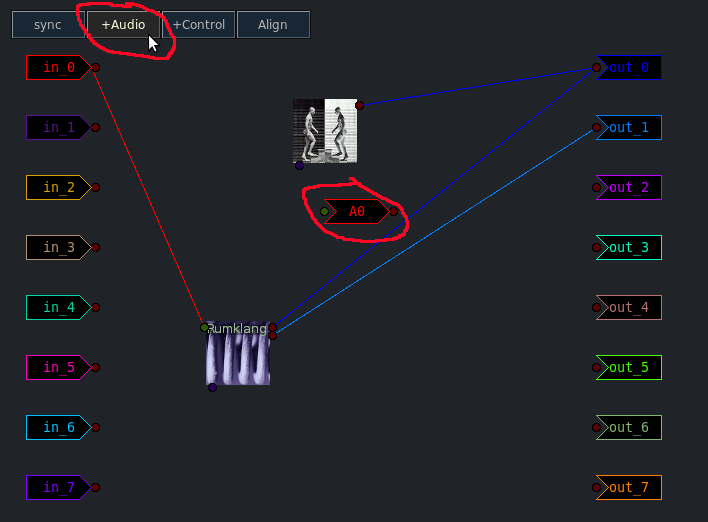 sync +Audio +Control Align
in_0 out_0
in_1 out_1
in_2 out_2
A0
in_3 out_3
in_4 out_4
Rumklang
in_5 out_5
in_6 out_6
in_7 out_7